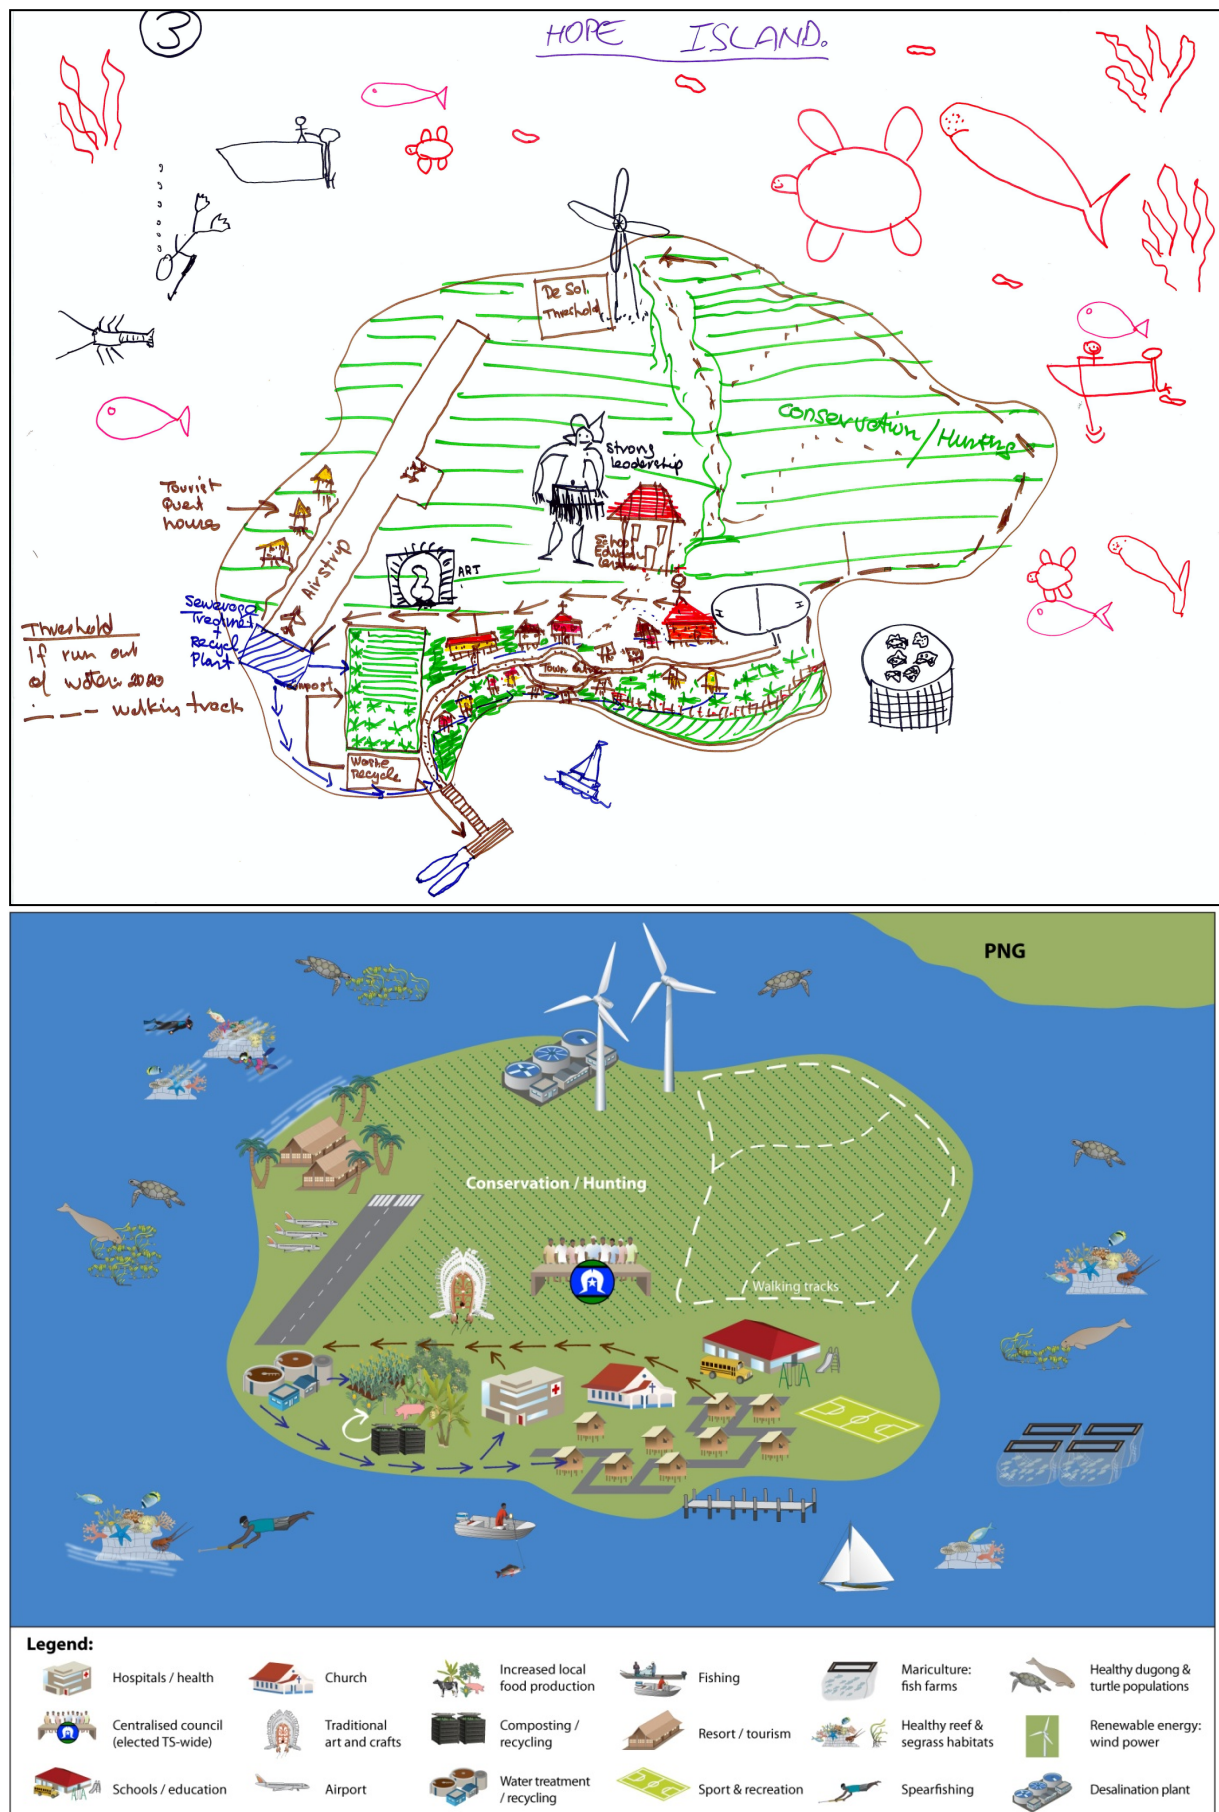 3
HOPE ISLAND.
De Sol.
Threshold
Conservation / Hunting
Strong
leadership
Tourist
Guest
houses
School
Airstrip
ART
Sewerage
Treatment
+
Recycle
Plant
Threshold
If run out
of water 2020
walking track
Compost
Town
Waste
recycle
PNG
Conservation / Hunting
Walking tracks
Legend:
Hospitals / health
Church
Increased local
food production
Fishing
Mariculture:
fish farms
Healthy dugong &
turtle populations
Centralised council
(elected TS-wide)
Traditional
art and crafts
Composting /
recycling
Resort / tourism
Healthy reef &
segrass habitats
Renewable energy:
wind power
Schools / education
Airport
Water treatment
/ recycling
Sport & recreation
Spearfishing
Desalination plant